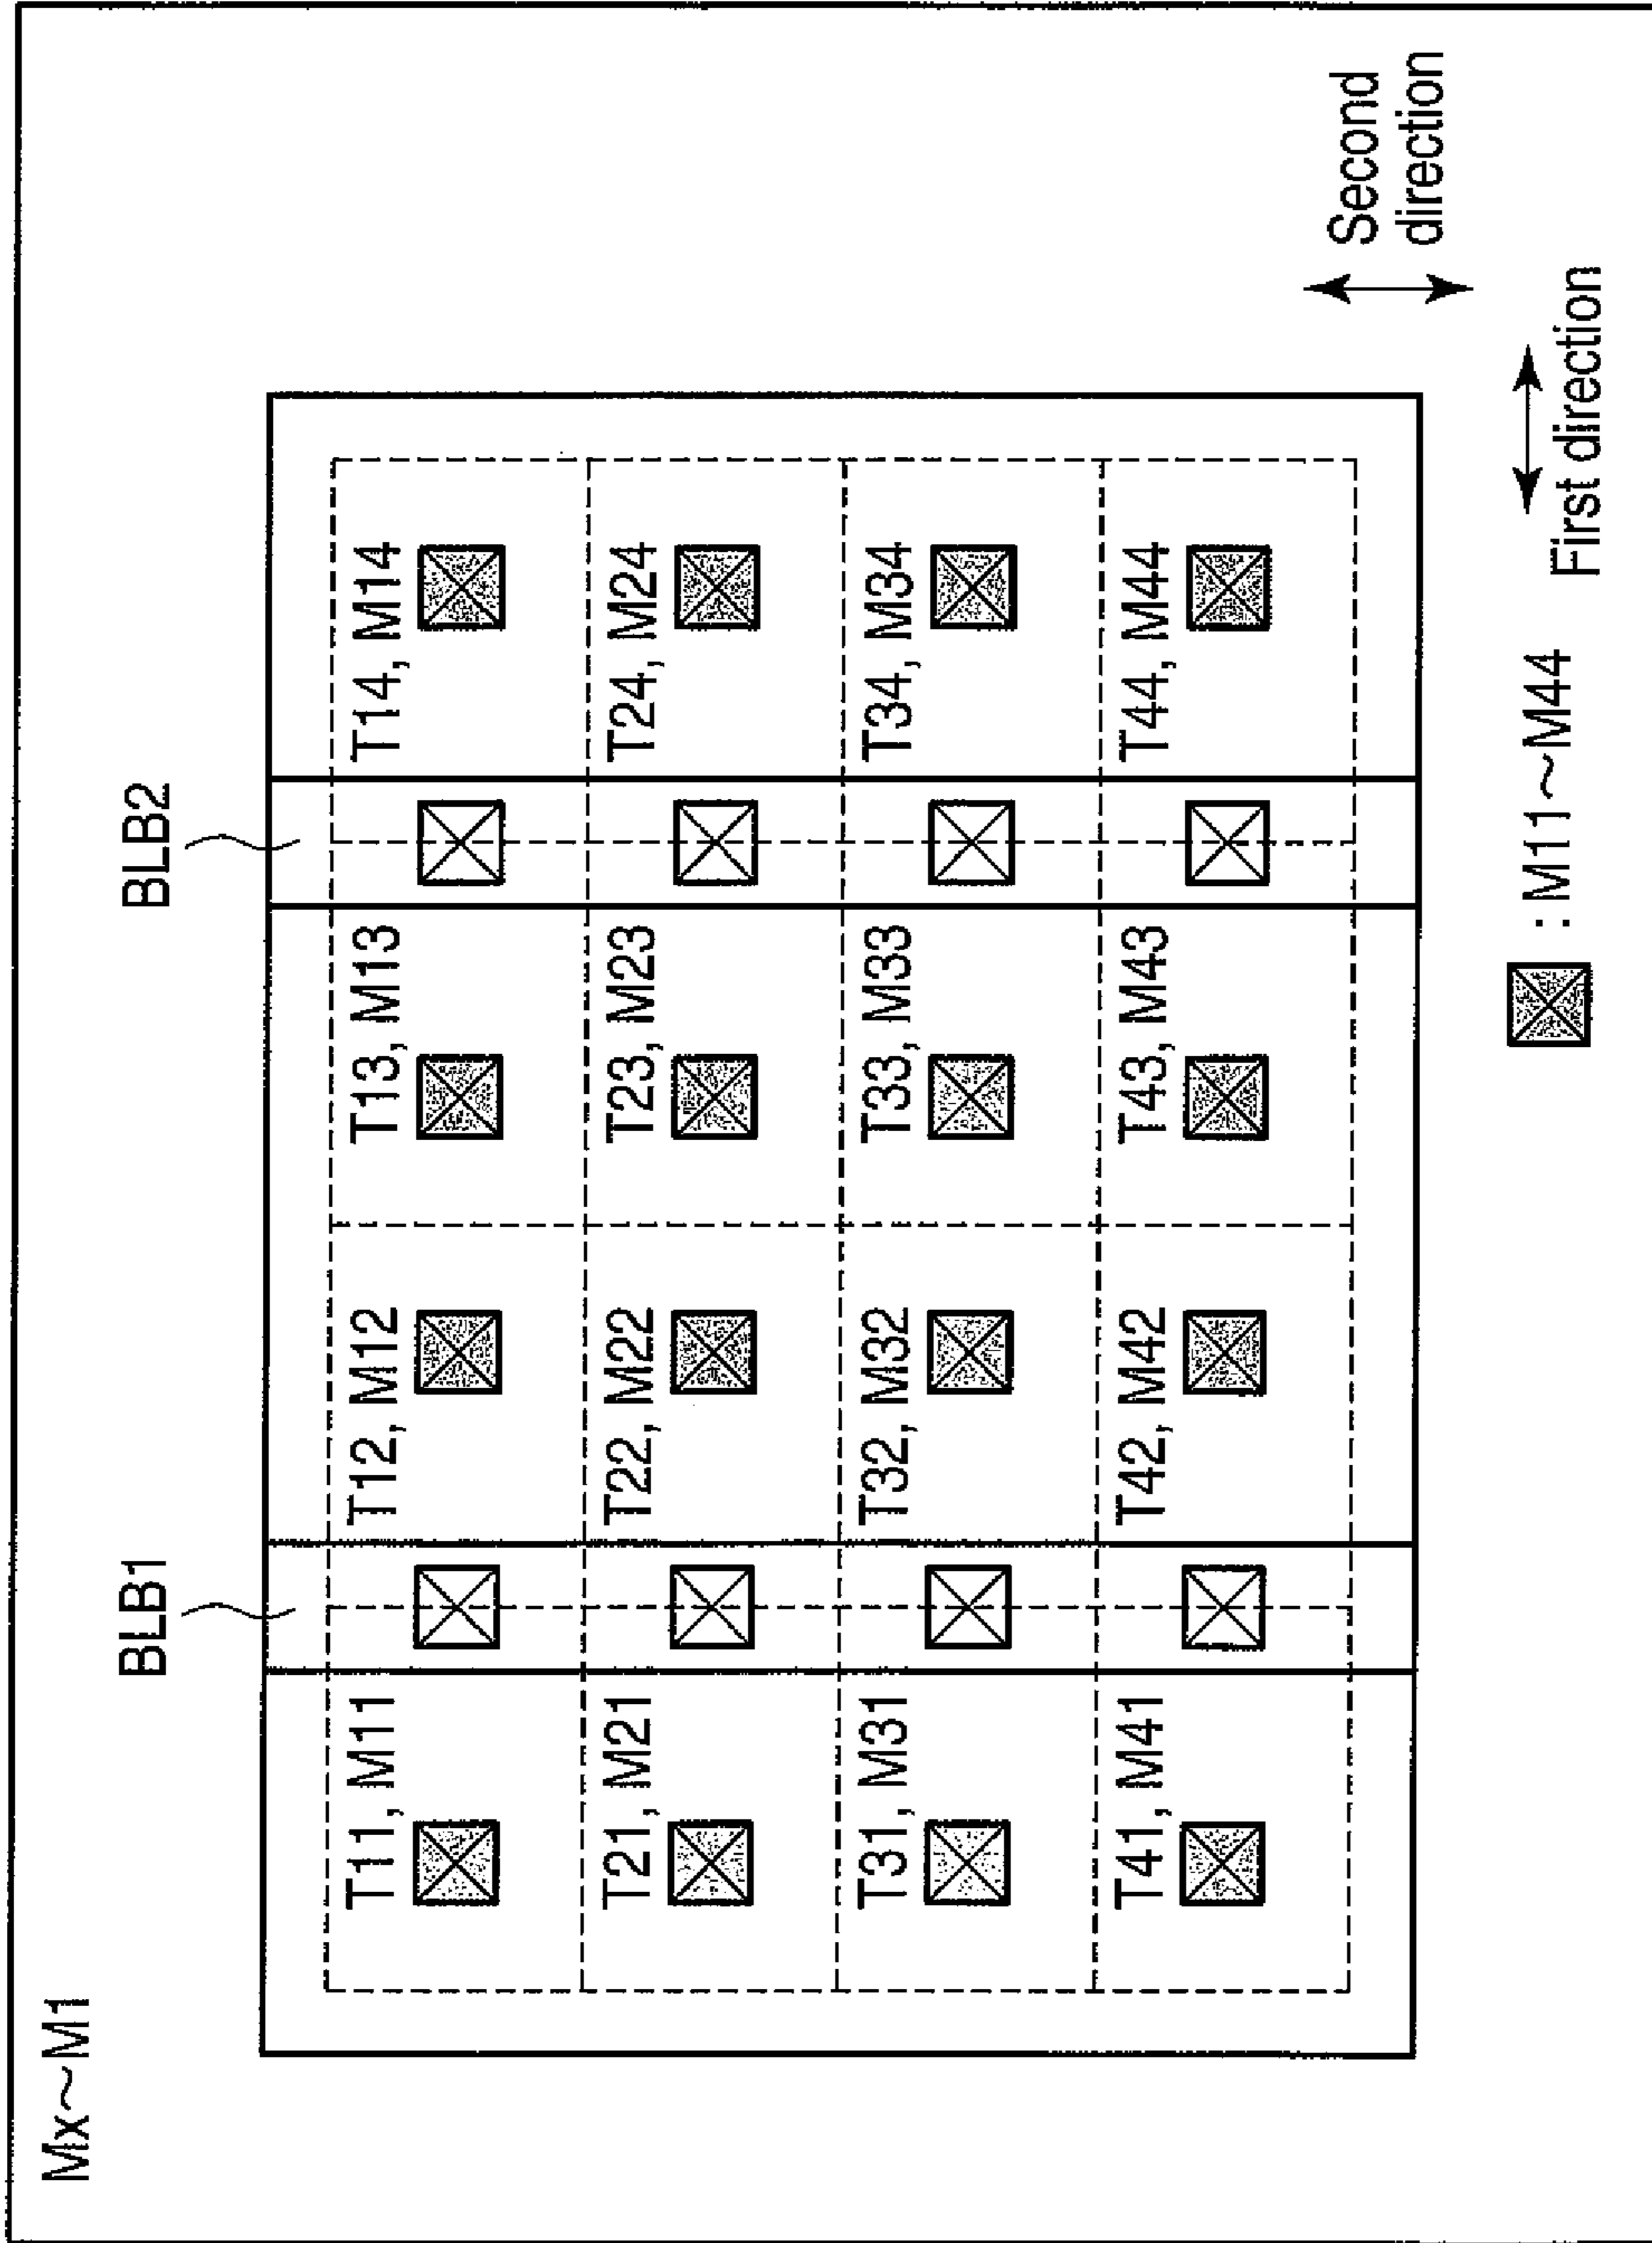 Mx~M1
BLB1
BLB2
T11, M11
T12, M12
T13, M13
T14, M14
T21, M21
T22, M22
T23, M23
T24, M24
T31, M31
T32, M32
T33, M33
T34, M34
T41, M41
T42, M42
T43, M43
T44, M44
Second
direction
: M11~M44
First direction